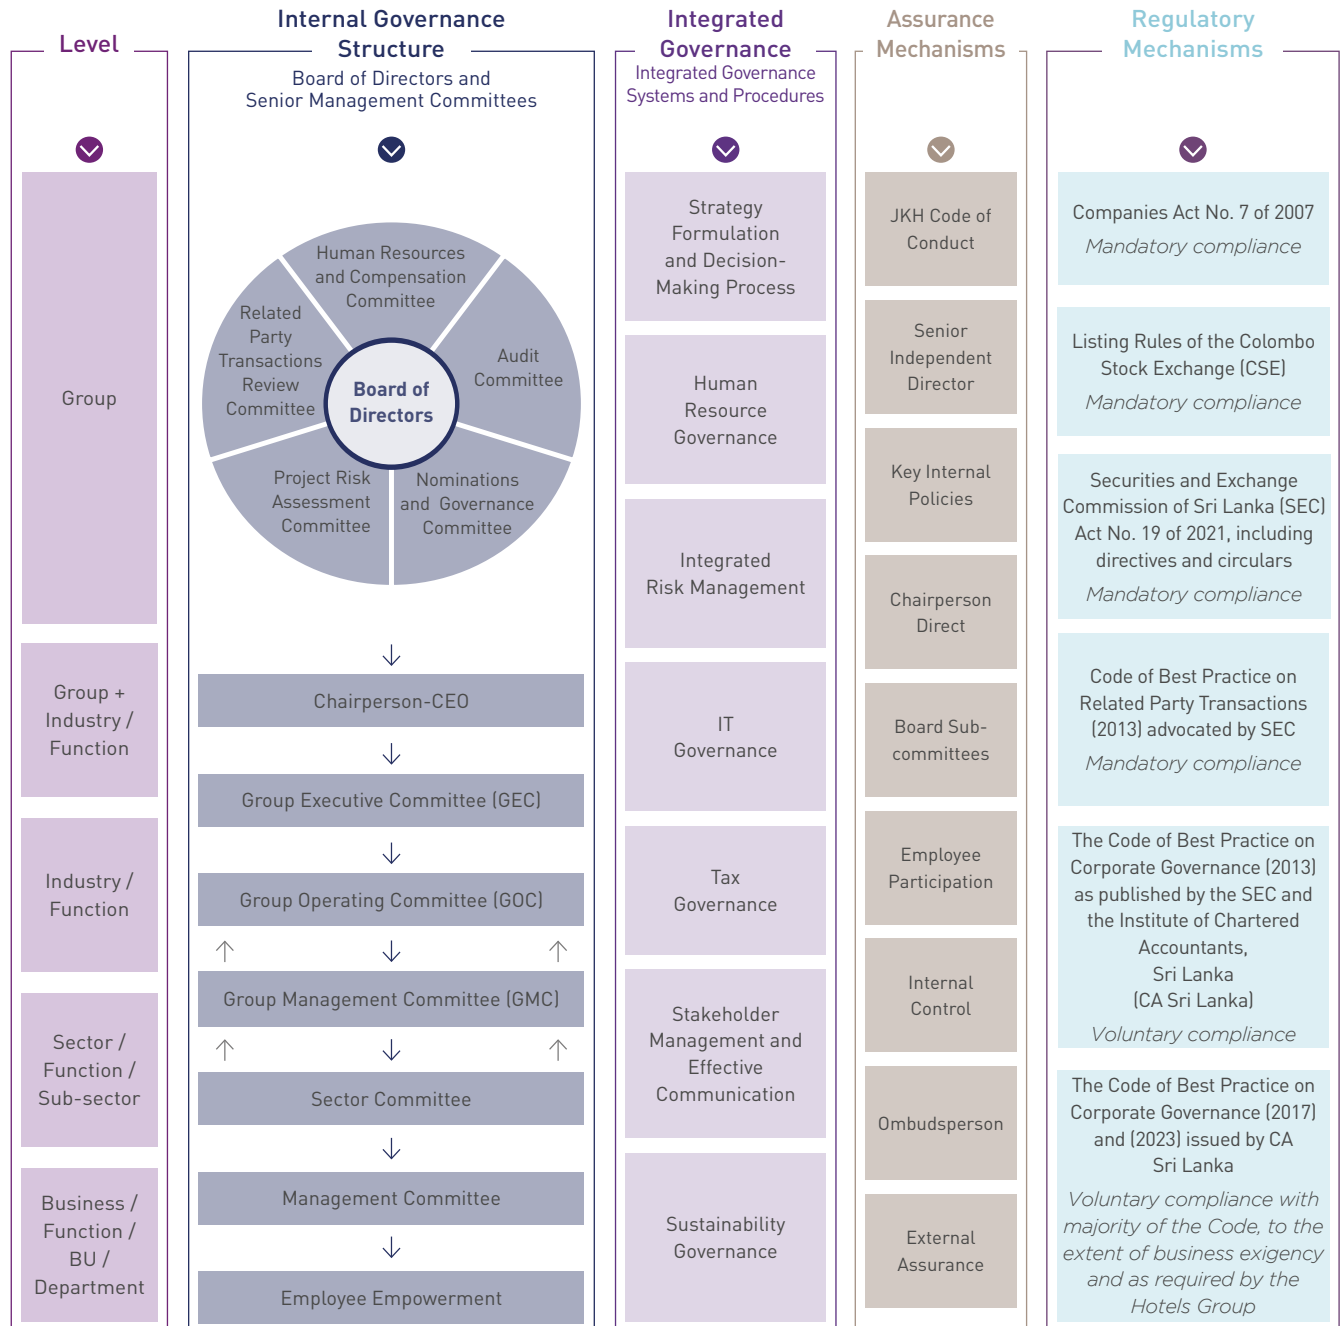 Level
Group
Group +
Industry /
Function
Industry /
Function
Sector /
Function /
Sub-sector
Business /
Function /
BU /
Department
Internal Governance
Structure
Board of Directors and
Senior Management Committees
Human Resources
and Compensation
Committee
Related
Party
Transactions
Review
Committee
Audit
Committee
Board of
Directors
Project Risk
Assessment
Committee
Nominations
and Governance
Committee
Chairperson-CEO
Group Executive Committee (GEC)
Group Operating Committee (GOC)
Group Management Committee (GMC)
Sector Committee
Management Committee
Employee Empowerment
Integrated
Governance
Integrated Governance
Systems and Procedures
Strategy
Formulation
and Decision-
Making Process
Human
Resource
Governance
Integrated
Risk Management
IT
Governance
Tax
Governance
Stakeholder
Management and
Effective
Communication
Sustainability
Governance
Assurance
Mechanisms
JKH Code of
Conduct
Senior
Independent
Director
Key Internal
Policies
Chairperson
Direct
Board Sub-
committees
Employee
Participation
Internal
Control
Ombudsperson
External
Assurance
Regulatory
Mechanisms
Companies Act No. 7 of 2007
Mandatory compliance
Listing Rules of the Colombo
Stock Exchange (CSE)
Mandatory compliance
Securities and Exchange
Commission of Sri Lanka (SEC)
Act No. 19 of 2021, including
directives and circulars
Mandatory compliance
Code of Best Practice on
Related Party Transactions
(2013) advocated by SEC
Mandatory compliance
The Code of Best Practice on
Corporate Governance (2013)
as published by the SEC and
the Institute of Chartered
Accountants,
Sri Lanka
(CA Sri Lanka)
Voluntary compliance
The Code of Best Practice on
Corporate Governance (2017)
and (2023) issued by CA
Sri Lanka
Voluntary compliance with
majority of the Code, to the
extent of business exigency
and as required by the
Hotels Group